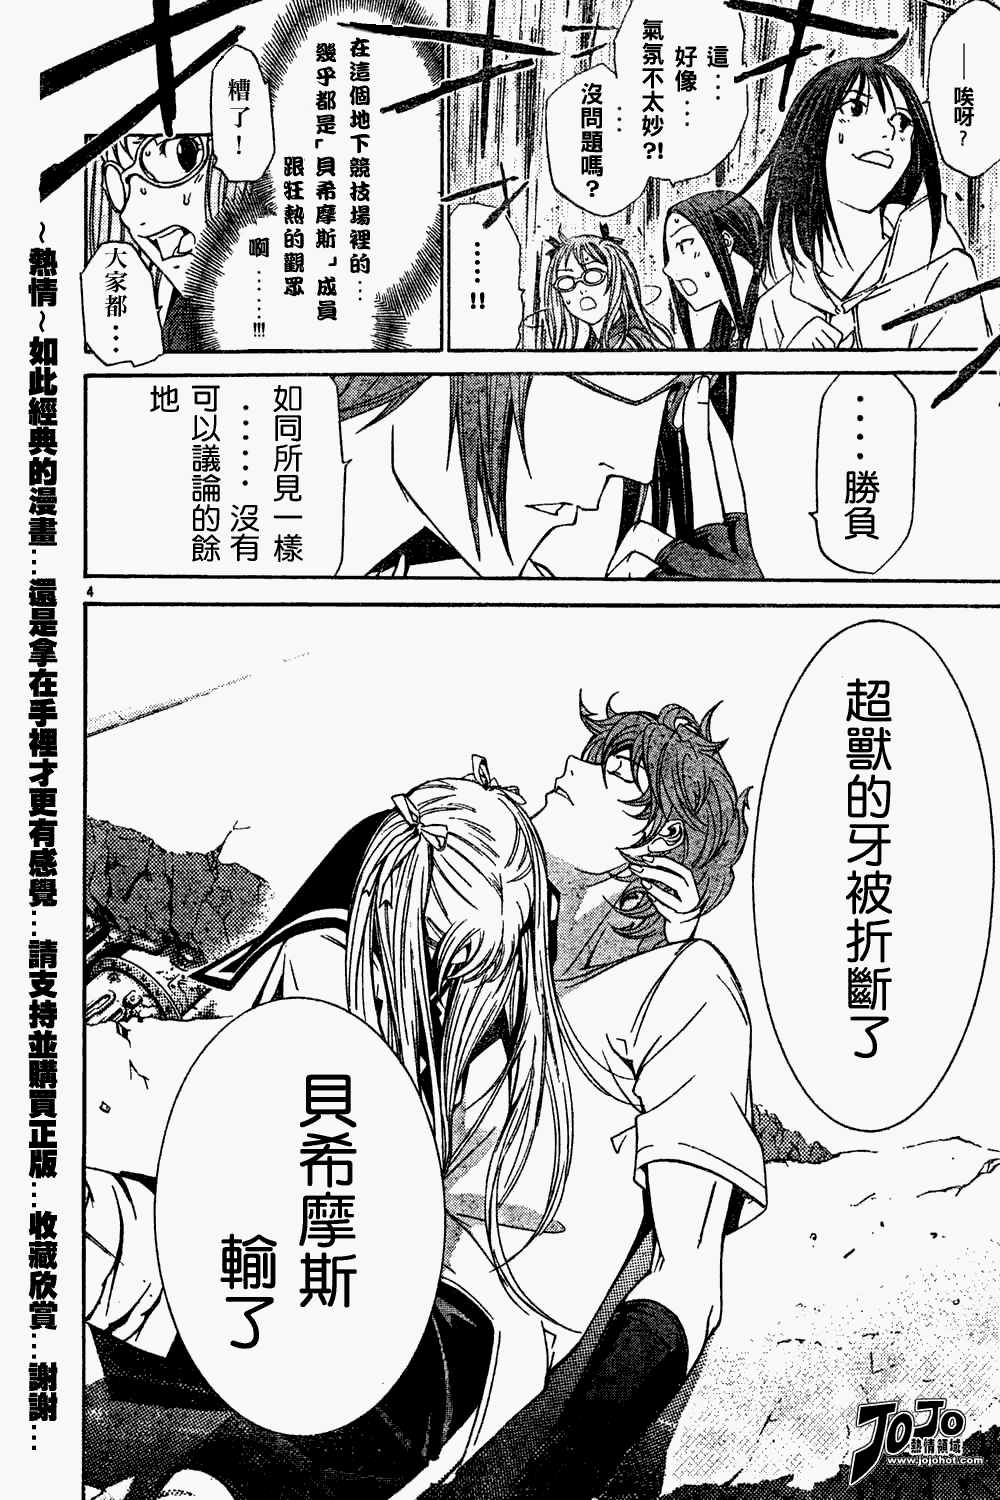 ──唉呀?
這…
好像…
氣氛不太妙?!
…
沒問題嗎?
……!!
在這個地下競技場裡的…
幾乎都是「貝希摩斯」成員
跟狂熱的觀眾
啊………!!!
糟了!
大家都…
‥‥勝負
如同所見一樣
……沒有
可以議論的餘
地
4
超獸的牙被折斷了
貝希摩斯
輸了
~熱情~如此經典的漫畫…還是拿在手裡才更有感覺…請支持並購買正版…收藏欣賞…謝謝…
JOJO
熱情領域
www.jojohot.com